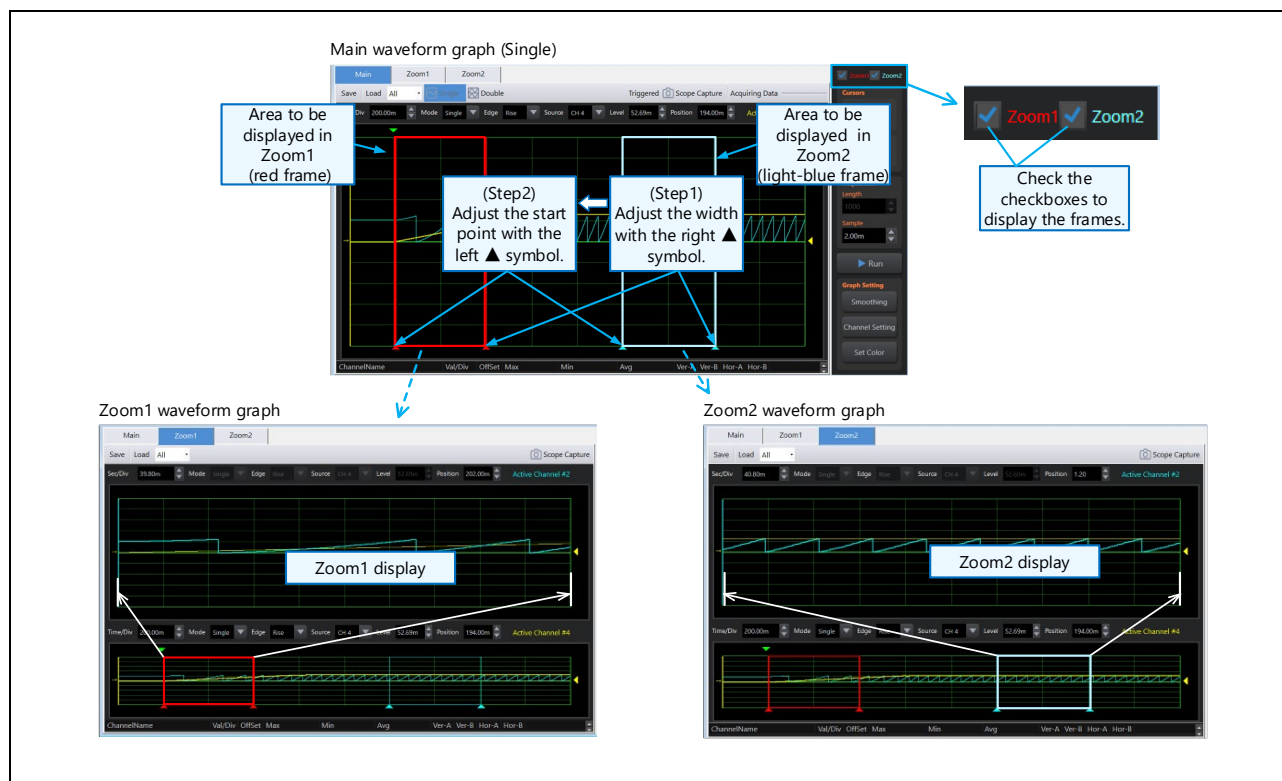 Main waveform graph (Single)
Main Zoom1 Zoom2
Zoom1 Zoom2
Save Load All Double Triggered Scope Capture Acquiring Data
Cursors
Div 200.00m Mode Single Edge Rise Source CH 4 Level 52.69m Position 194.00m
Zoom1 Zoom2
Check the
checkboxes to
display the frames.
Area to be
displayed in
Zoom1
(red frame)
(Step2)
Adjust the start
point with the
left ▲ symbol.
(Step1)
Adjust the width
with the right ▲
symbol.
Area to be
displayed in
Zoom2
(light-blue frame)
Length
1000
Sample
2.00m
Run
Graph Setting
Smoothing
Channel Setting
Set Color
ChannelName Val/Div OffSet Max Min Avg Ver-A Ver-B Hor-A Hor-B
Zoom1 waveform graph
Main Zoom1 Zoom2
Save Load All Scope Capture
Sec/Div 39.80m Mode Single Edge Rise Source CH 4 Level 52.69m Position 202.00m Active Channel #2
Zoom1 display
Time/Div 200.00m Mode Single Edge Rise Source CH 4 Level 52.69m Position 194.00m Active Channel #4
ChannelName Val/Div OffSet Max Min Avg Ver-A Ver-B Hor-A Hor-B
Zoom2 waveform graph
Main Zoom1 Zoom2
Save Load All Scope Capture
Sec/Div 40.80m Mode Single Edge Rise Source CH 4 Level 52.69m Position 1.20 Active Channel #2
Zoom2 display
Time/Div 200.00m Mode Single Edge Rise Source CH 4 Level 52.69m Position 194.00m Active Channel #4
ChannelName Val/Div OffSet Max Min Avg Ver-A Ver-B Hor-A Hor-B